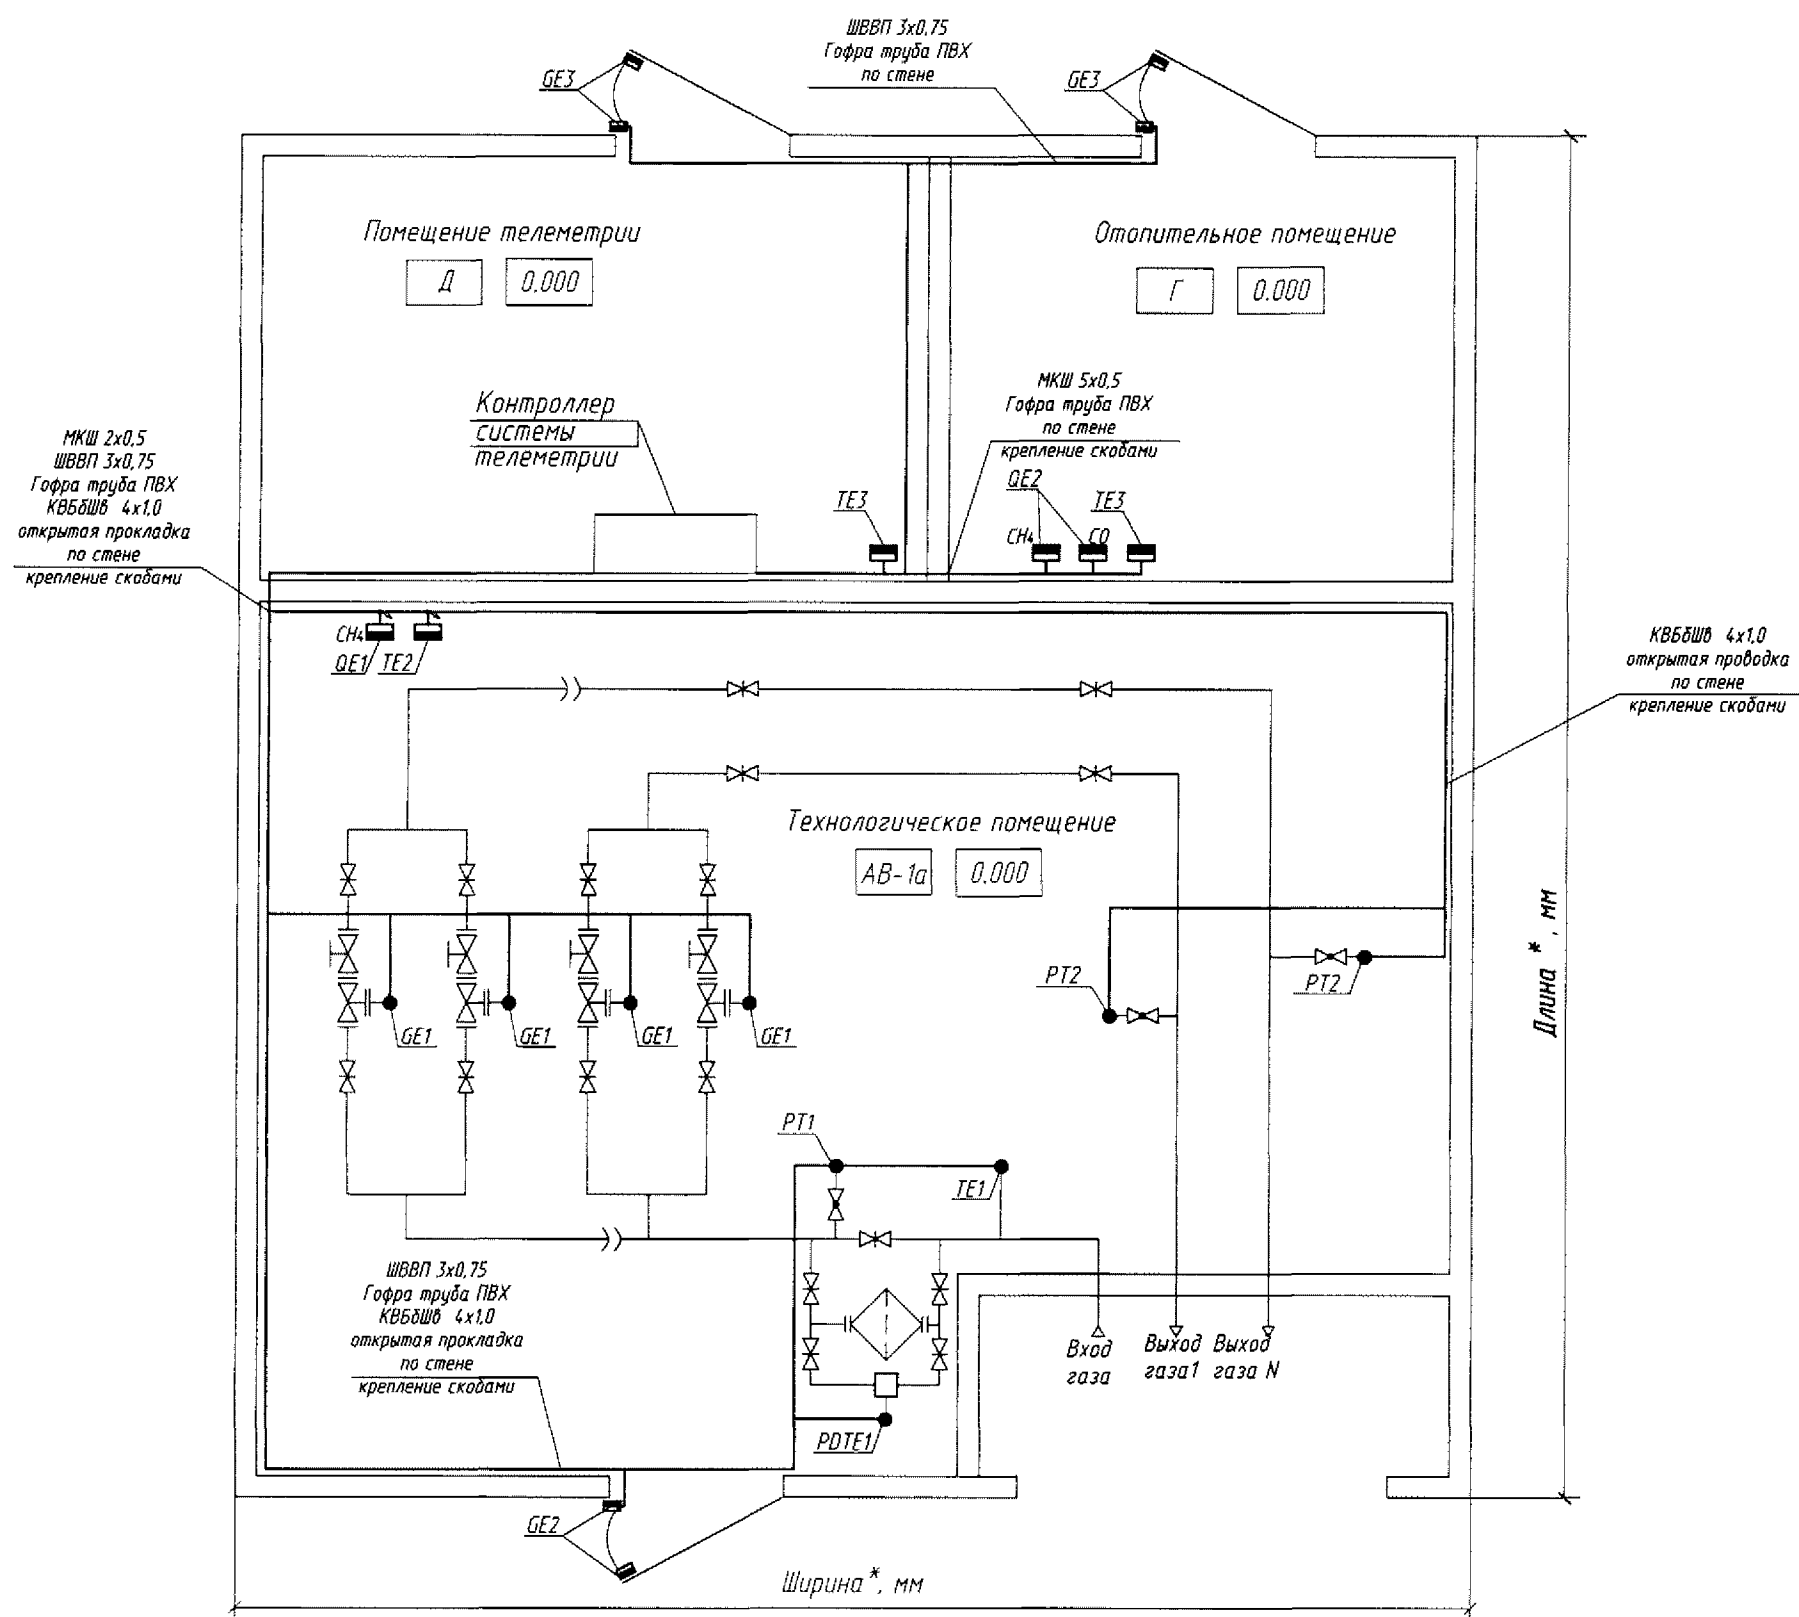 ШВВП 3х0,75
Гофра труба ПВХ
по стене
GE3
GE3
Помещение телеметрии
Д
0.000
Отопительное помещение
Г
0.000
МКШ 5х0,5
Гофра труба ПВХ
по стене
крепление скобами
Контроллер
системы
телеметрии
МКШ 2х0,5
ШВВП 3х0,75
Гофра труба ПВХ
КВБбШв 4х1,0
открытая прокладка
по стене
крепление скобами
TE3
QE2
TE3
CH4
CO
CH4
QE1
TE2
КВБбШв 4х1,0
открытая проводка
по стене
крепление скобами
Технологическое помещение
АВ-1а
0.000
Длина*, мм
PT2
PT2
GE1
GE1
GE1
GE1
PT1
TE1
ШВВП 3х0,75
Гофра труба ПВХ
КВБбШв 4х1,0
открытая прокладка
по стене
крепление скобами
Вход
газа
Выход
газа1
Выход
газа N
PDTE1
GE2
Ширина*, мм